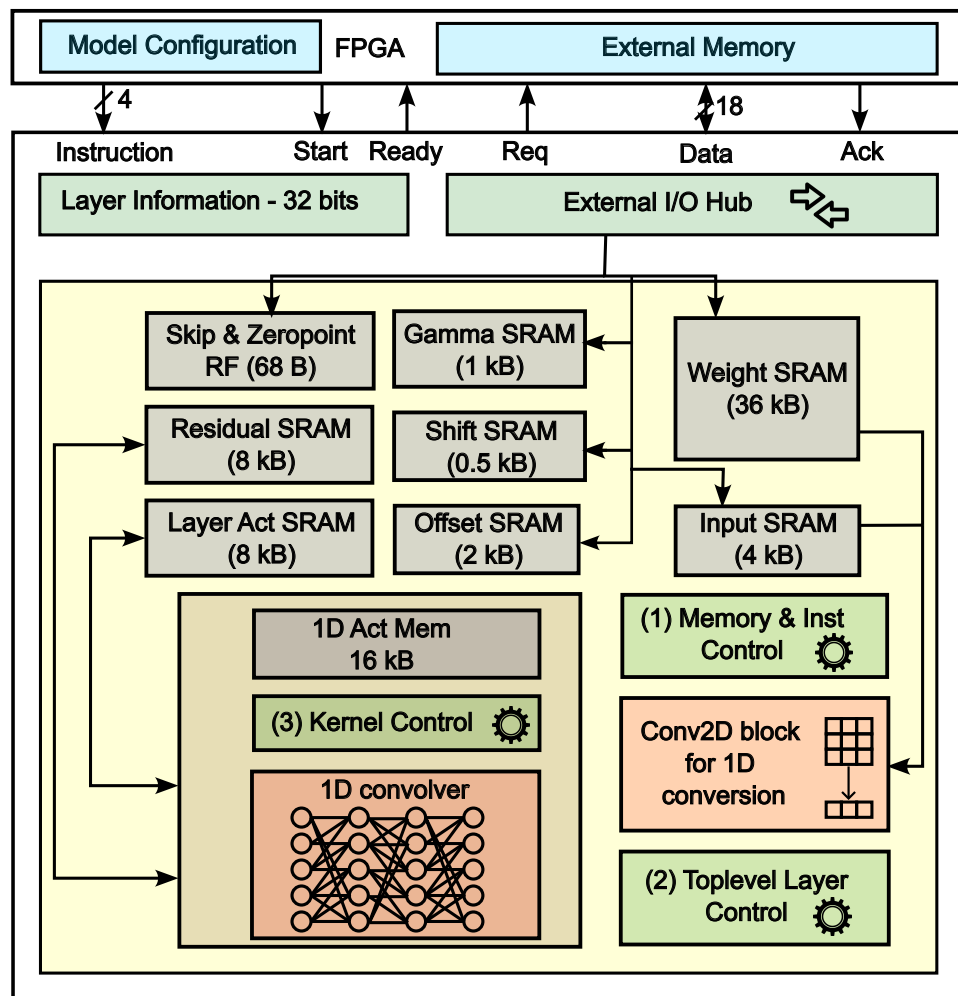 Model Configuration
FPGA
External Memory
4
18
Instruction
Start
Ready
Req
Data
Ack
Layer Information - 32 bits
External I/O Hub
Skip & Zeropoint
RF (68 B)
Gamma SRAM
(1 kB)
Weight SRAM
(36 kB)
Residual SRAM
(8 kB)
Shift SRAM
(0.5 kB)
Layer Act SRAM
(8 kB)
Offset SRAM
(2 kB)
Input SRAM
(4 kB)
1D Act Mem
16 kB
(1) Memory & Inst
Control
(3) Kernel Control
Conv2D block
for 1D
conversion
1D convolver
(2) Toplevel Layer
Control